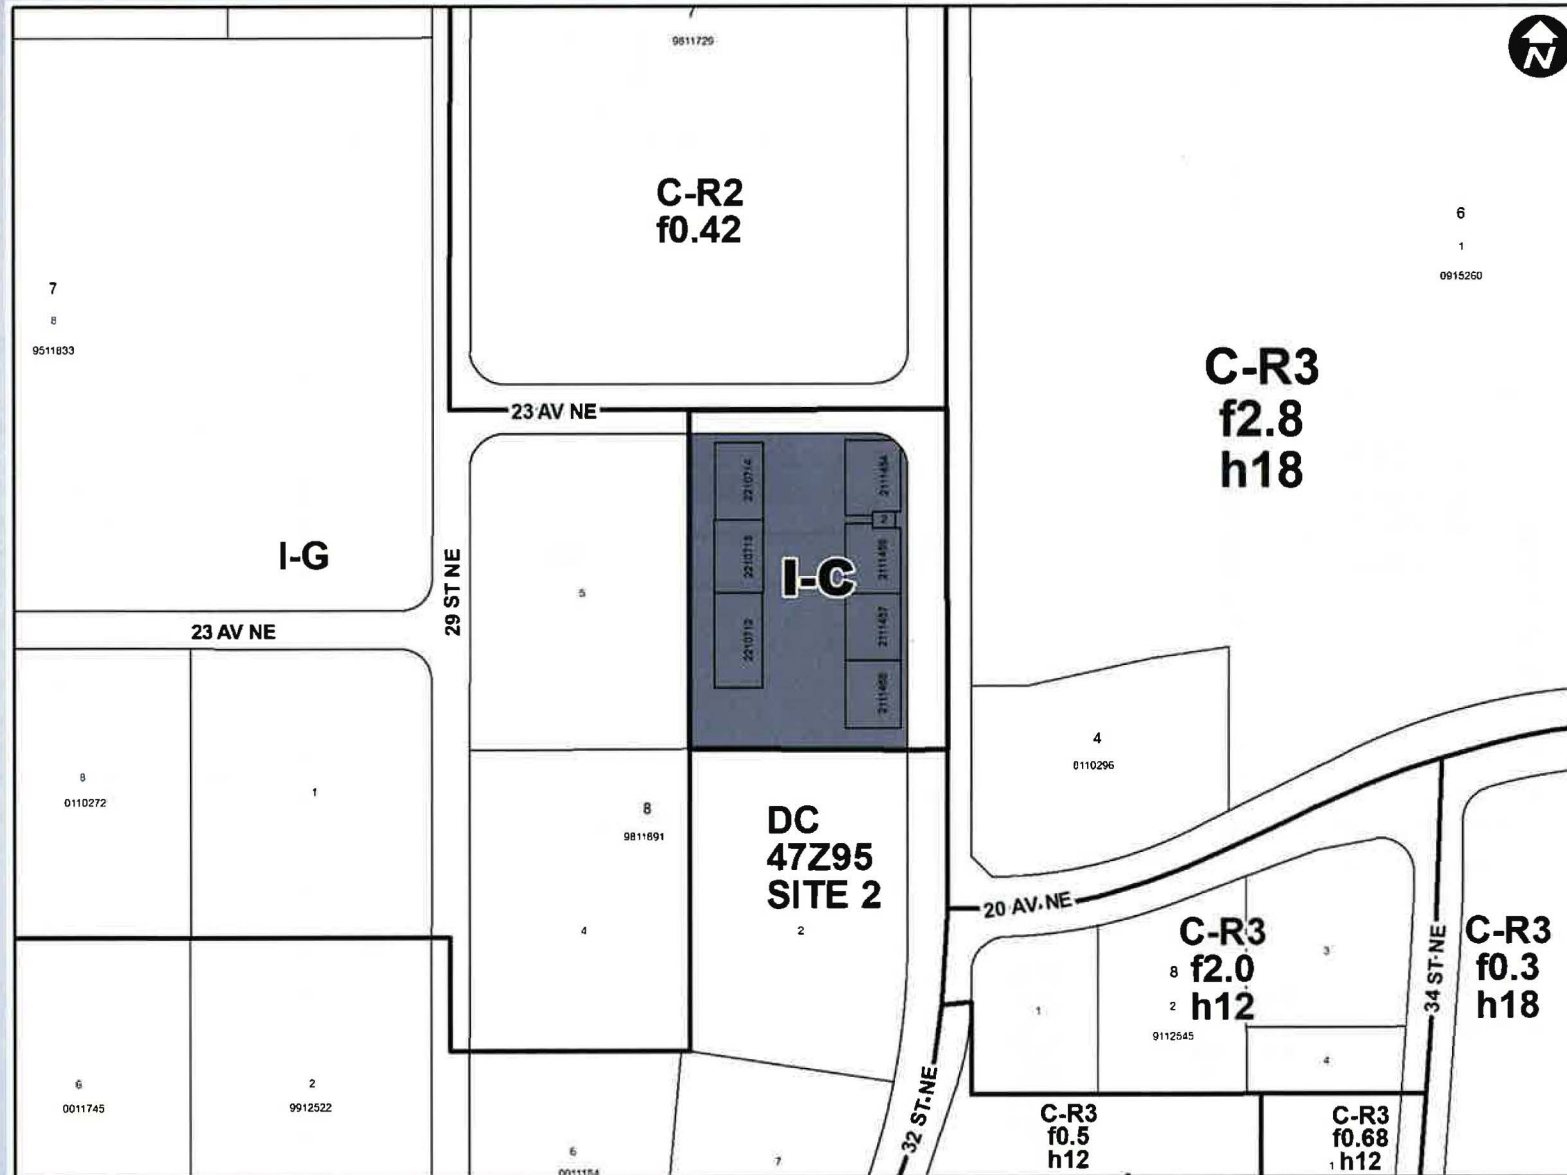 7
9811729
N
C-R2
f0.42
6
1
0915260
7
8
9511833
C-R3
f2.8
h18
23 AV NE
2210714
2111454
2
2210713
I-G
29 ST NE
5
I-C
23 AV NE
2210712
2111457
4
0110296
8
0110272
1
8
9811691
DC
47Z95
SITE 2
4
2
20 AV. NE
C-R3
f2.0
h12
8
2
9112545
3
1
4
34 ST NE
C-R3
f0.3
h18
6
0011745
2
9912522
32 ST. NE
C-R3
f0.5
h12
C-R3
f0.68
h12
1
6
7